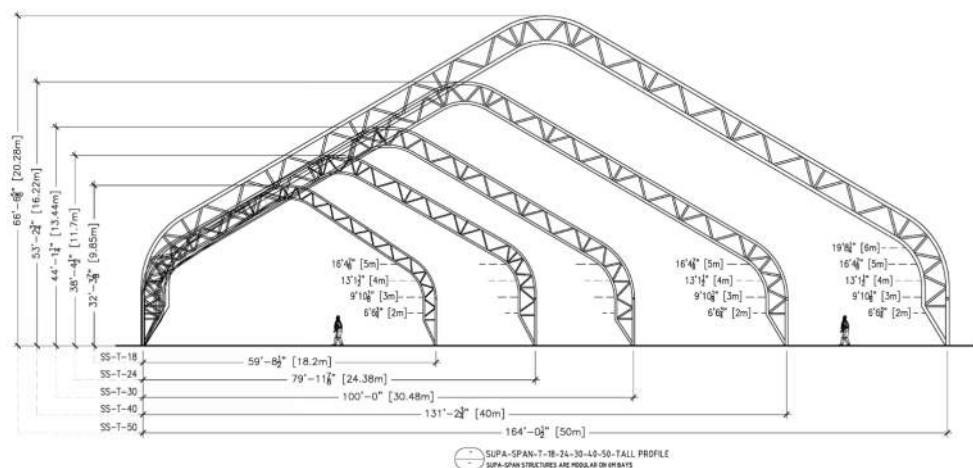 66'-6⅜" [20.28m]
53'-2⅝" [16.22m]
44'-1¼" [13.44m]
38'-4½" [11.7m]
32'-3⅞" [9.85m]
16'4⅞" [5m]
13'1½" [4m]
9'10⅛" [3m]
6'6¾" [2m]
16'4⅞" [5m]
13'1½" [4m]
9'10⅛" [3m]
6'6¾" [2m]
19'8¼" [6m]
16'4⅞" [5m]
13'1½" [4m]
9'10⅛" [3m]
6'6¾" [2m]
SS-T-18
59'-8½" [18.2m]
SS-T-24
79'-11⅞" [24.38m]
SS-T-30
100'-0" [30.48m]
SS-T-40
131'-2¾" [40m]
SS-T-50
164'-0½" [50m]
SUPA-SPAN-T-18-24-30-40-50-TALL PROFILE
SUPA-SPAN STRUCTURES ARE MODULAR ON 6M BAYS